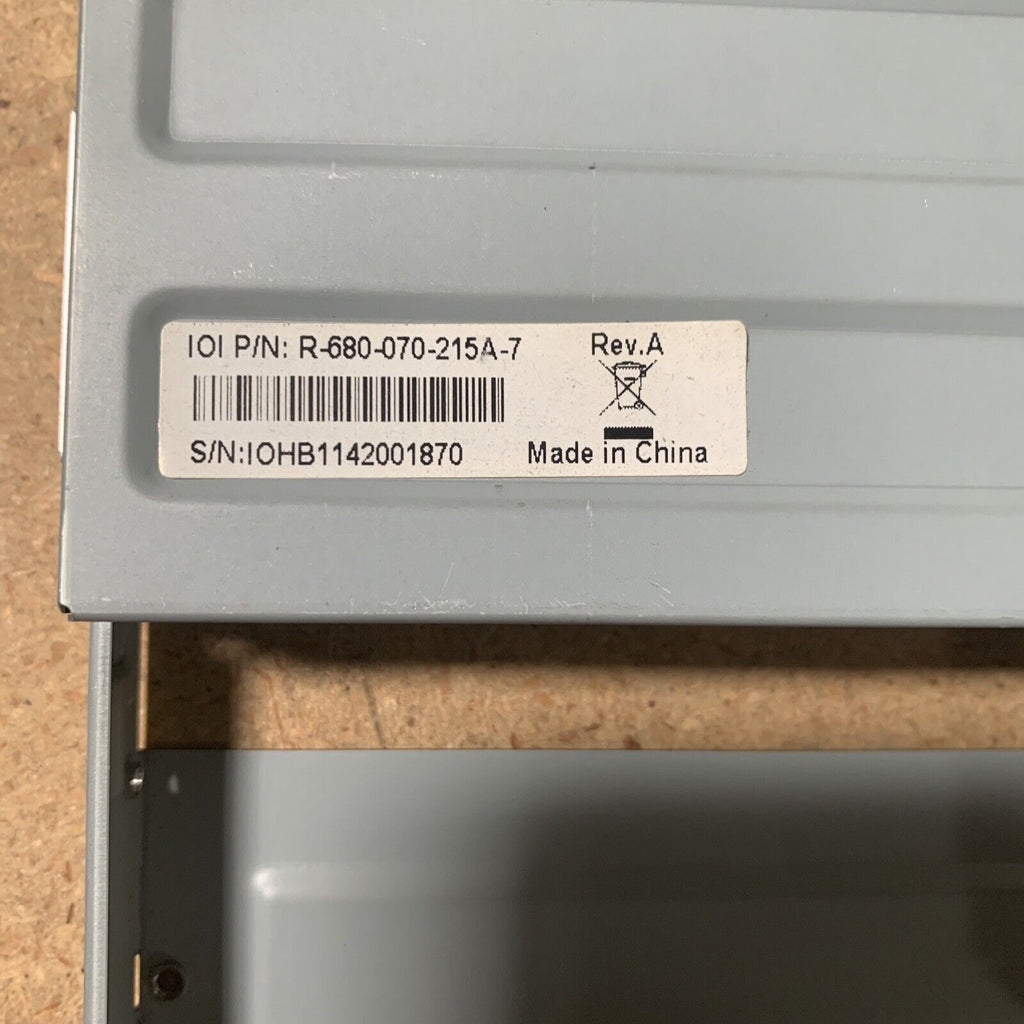 IOI P/N: R-680-070-215A-7
Rev.A
S/N:IOHB1142001870
Made in China